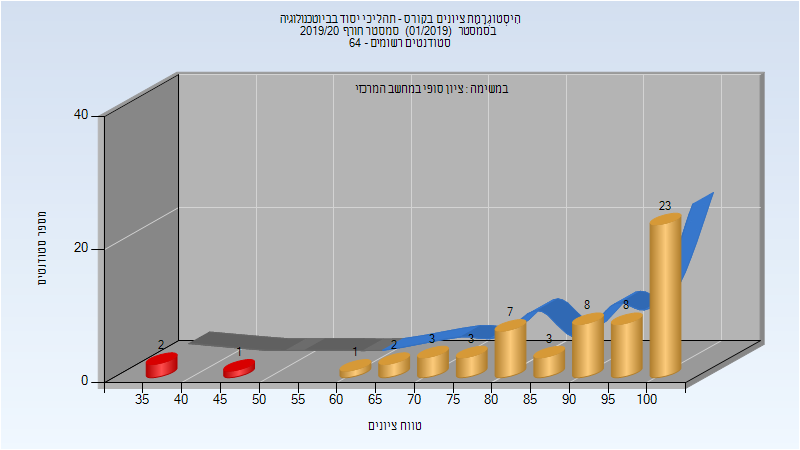 היסטוגרמת ציונים בקורס - תהליכי יסוד בביוטכנולוגיה
בסמסטר (01/2019) סמסטר חורף 2019/20
סטודנטים רשומים - 64
במשימה : ציון סופי במחשב המרכזי
מספר סטודנטים
40
20
0
2
1
1
2
3
3
7
3
8
8
23
35 40 45 50 55 60 65 70 75 80 85 90 95 100
טווח ציונים